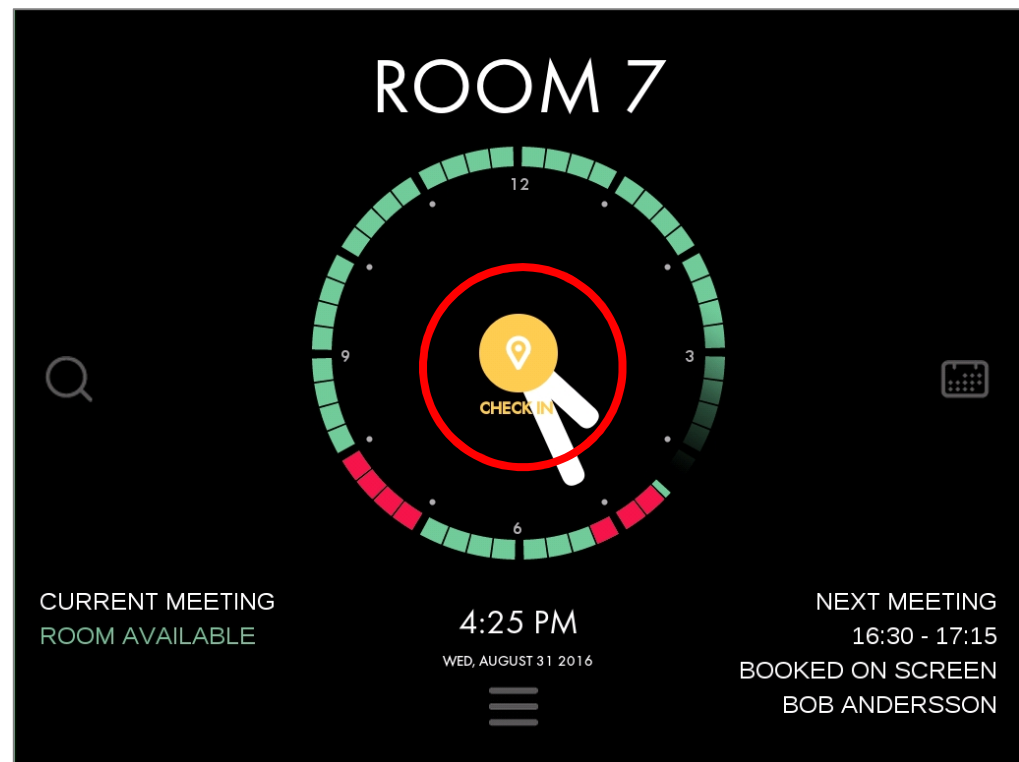 ROOM 7
12
9
3
CHECK IN
6
CURRENT MEETING
ROOM AVAILABLE
4:25 PM
WED, AUGUST 31 2016
NEXT MEETING
16:30 - 17:15
BOOKED ON SCREEN
BOB ANDERSSON